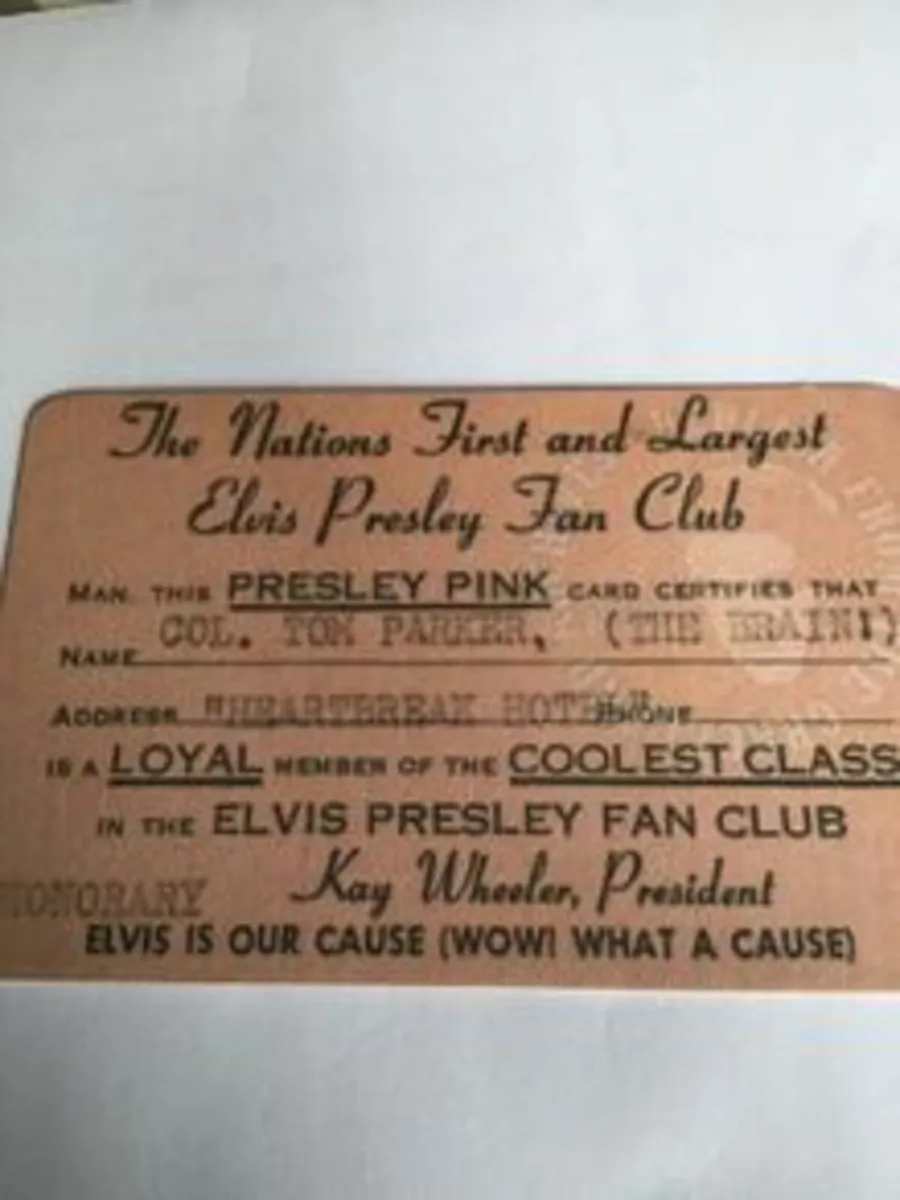 The Nations First and Largest
Elvis Presley Fan Club
MAN, THIS PRESLEY PINK CARD CERTIFIES THAT
NAME COL. TOM PARKER, (THE BRAIN!)
ADDRESS "HEARTBREAK HOTEL" PHONE
IS A LOYAL MEMBER OF THE COOLEST CLASS
IN THE ELVIS PRESLEY FAN CLUB
HONORARY Kay Wheeler, President
ELVIS IS OUR CAUSE (WOW! WHAT A CAUSE)